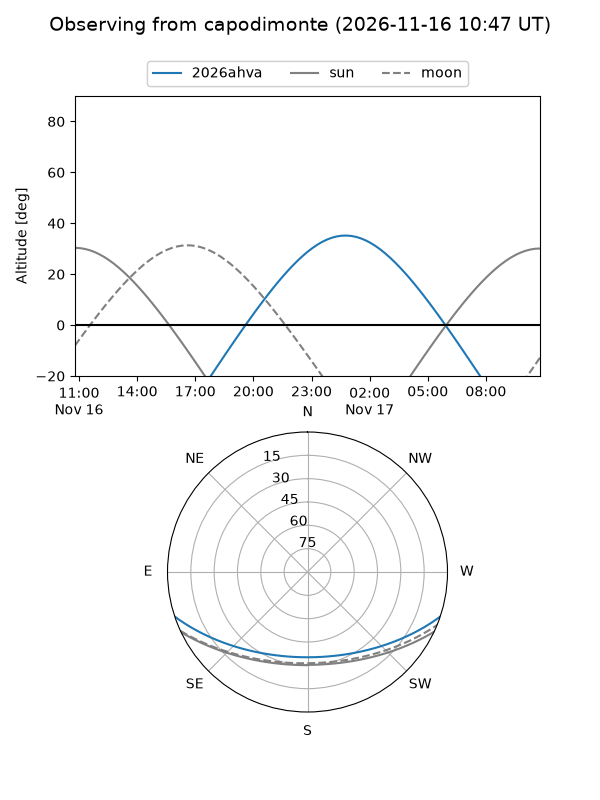 Observing from capodimonte (2026-11-16 10:47 UT)
2026ahva sun moon
Altitude [deg]
80
60
40
20
0
−20
11:00 14:00 17:00 20:00 23:00 02:00 05:00 08:00
Nov 16 Nov 17
N
NE NW
15
30
45
60
75
E W
SE SW
S